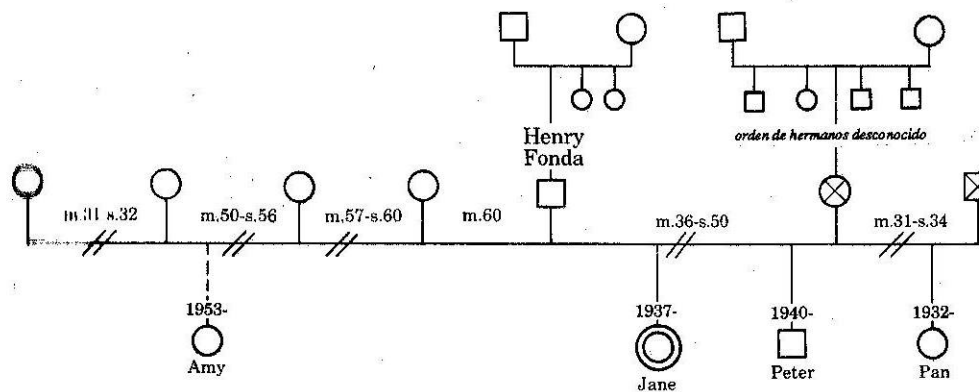 Henry
Fonda
orden de hermanos desconocido
m.31 s.32
m.50-s.56
m.57-s.60
m.60
m.36-s.50
m.31-s.34
1953-
Amy
1937-
Jane
1940-
Peter
1932-
Pan